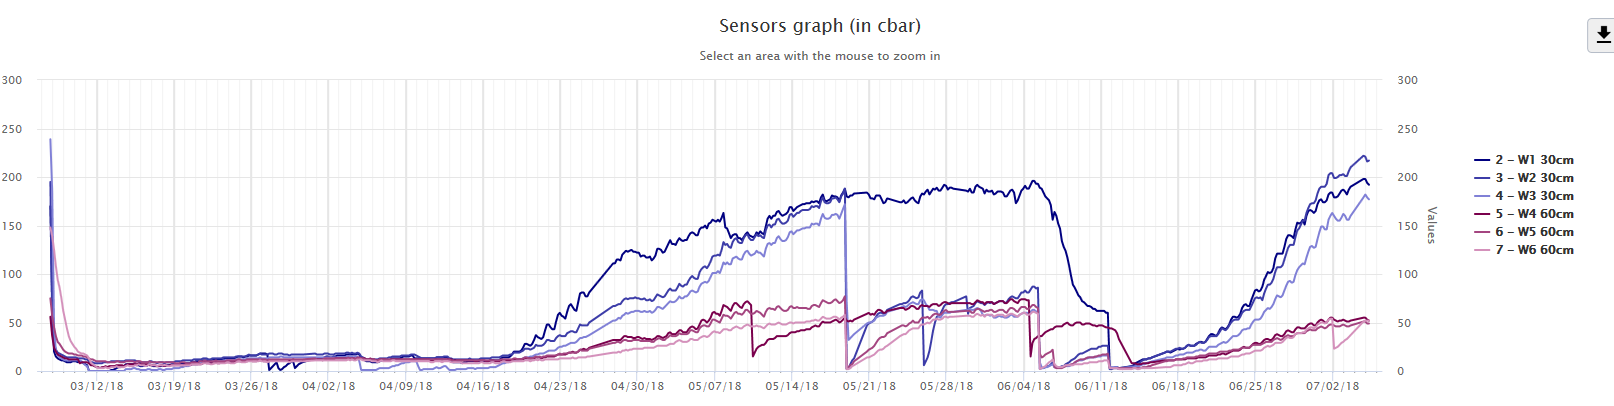 Sensors graph (in cbar)
Select an area with the mouse to zoom in
300
250
200
150
100
50
0
300
250
200
150
100
50
0
Values
03/12/18 03/19/18 03/26/18 04/02/18 04/09/18 04/16/18 04/23/18 04/30/18 05/07/18 05/14/18 05/21/18 05/28/18 06/04/18 06/11/18 06/18/18 06/25/18 07/02/18
2 - W1 30cm
3 - W2 30cm
4 - W3 30cm
5 - W4 60cm
6 - W5 60cm
7 - W6 60cm